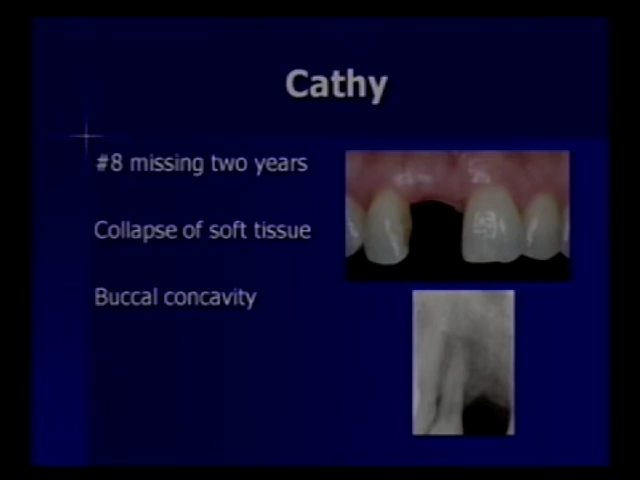 Cathy
#8 missing two years
Collapse of soft tissue
Buccal concavity